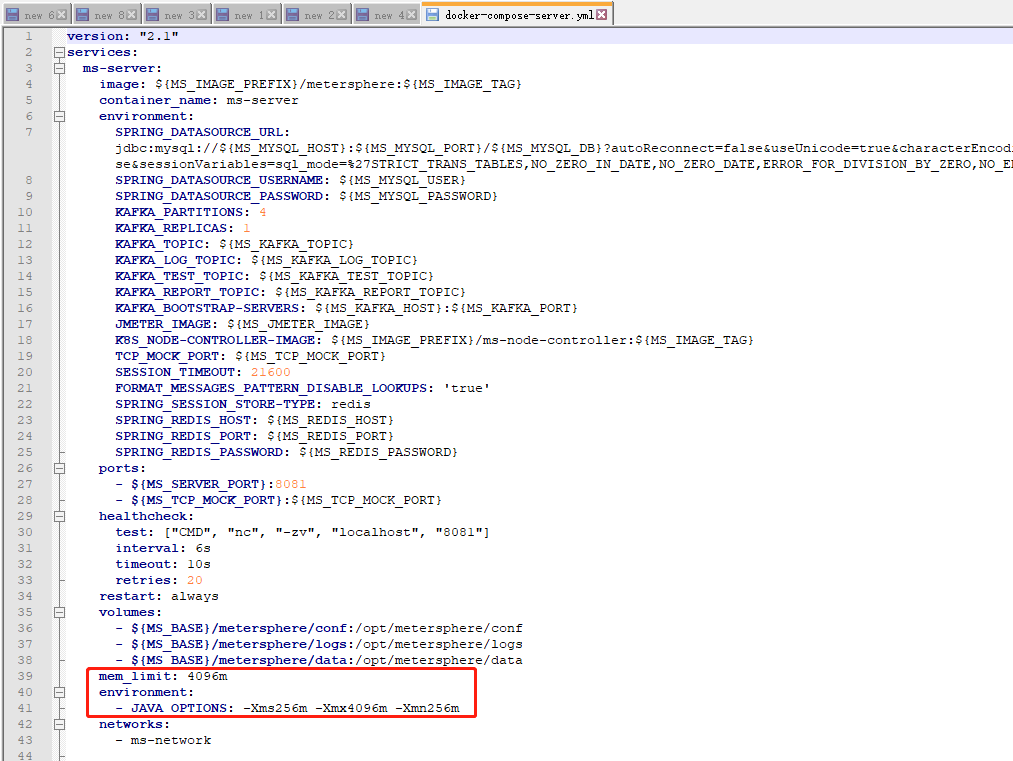 new 6 new 8 new 3 new 1 new 2 new 4 docker-compose-server.yml
1 version: "2.1"
2 services:
3 ms-server:
4 image: ${MS_IMAGE_PREFIX}/metersphere:${MS_IMAGE_TAG}
5 container_name: ms-server
6 environment:
7 SPRING_DATASOURCE_URL:
jdbc:mysql://${MS_MYSQL_HOST}:${MS_MYSQL_PORT}/${MS_MYSQL_DB}?autoReconnect=false&useUnicode=true&characterEncodi
se&sessionVariables=sql_mode=%27STRICT_TRANS_TABLES,NO_ZERO_IN_DATE,NO_ZERO_DATE,ERROR_FOR_DIVISION_BY_ZERO,NO_EN
8 SPRING_DATASOURCE_USERNAME: ${MS_MYSQL_USER}
9 SPRING_DATASOURCE_PASSWORD: ${MS_MYSQL_PASSWORD}
10 KAFKA_PARTITIONS: 4
11 KAFKA_REPLICAS: 1
12 KAFKA_TOPIC: ${MS_KAFKA_TOPIC}
13 KAFKA_LOG_TOPIC: ${MS_KAFKA_LOG_TOPIC}
14 KAFKA_TEST_TOPIC: ${MS_KAFKA_TEST_TOPIC}
15 KAFKA_REPORT_TOPIC: ${MS_KAFKA_REPORT_TOPIC}
16 KAFKA_BOOTSTRAP-SERVERS: ${MS_KAFKA_HOST}:${MS_KAFKA_PORT}
17 JMETER_IMAGE: ${MS_JMETER_IMAGE}
18 K8S_NODE-CONTROLLER-IMAGE: ${MS_IMAGE_PREFIX}/ms-node-controller:${MS_IMAGE_TAG}
19 TCP_MOCK_PORT: ${MS_TCP_MOCK_PORT}
20 SESSION_TIMEOUT: 21600
21 FORMAT_MESSAGES_PATTERN_DISABLE_LOOKUPS: 'true'
22 SPRING_SESSION_STORE-TYPE: redis
23 SPRING_REDIS_HOST: ${MS_REDIS_HOST}
24 SPRING_REDIS_PORT: ${MS_REDIS_PORT}
25 SPRING_REDIS_PASSWORD: ${MS_REDIS_PASSWORD}
26 ports:
27 - ${MS_SERVER_PORT}:8081
28 - ${MS_TCP_MOCK_PORT}:${MS_TCP_MOCK_PORT}
29 healthcheck:
30 test: ["CMD", "nc", "-zv", "localhost", "8081"]
31 interval: 6s
32 timeout: 10s
33 retries: 20
34 restart: always
35 volumes:
36 - ${MS_BASE}/metersphere/conf:/opt/metersphere/conf
37 - ${MS_BASE}/metersphere/logs:/opt/metersphere/logs
38 - ${MS_BASE}/metersphere/data:/opt/metersphere/data
39 mem_limit: 4096m
40 environment:
41 - JAVA_OPTIONS: -Xms256m -Xmx4096m -Xmn256m
42 networks:
43 - ms-network
44